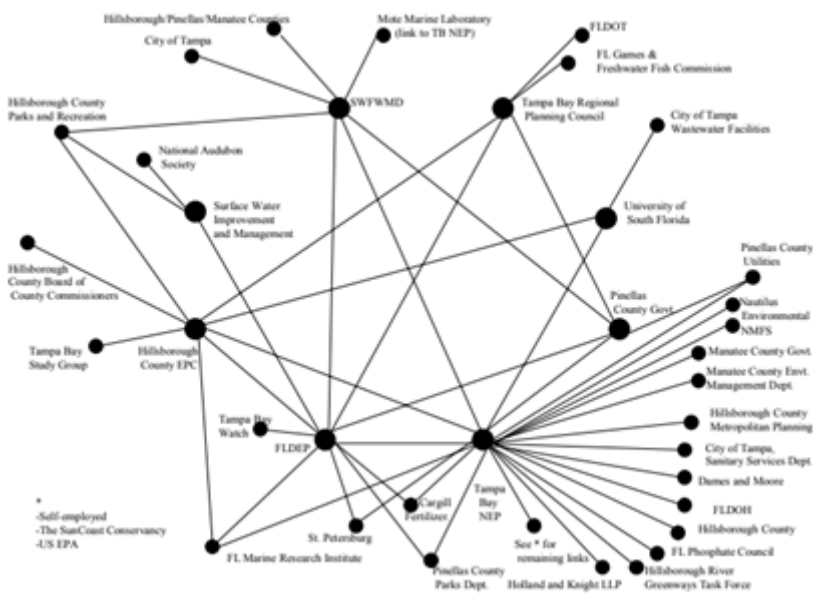 Hillsborough/Pinellas/Manatee Counties
City of Tampa
Mote Marine Laboratory
(link to TB NEP)
FLDOT
FL Games &
Freshwater Fish Commission
SWFWMD
Tampa Bay Regional
Planning Council
Hillsborough County
Parks and Recreation
City of Tampa
Wastewater Facilities
National Audubon
Society
Surface Water
Improvement
and Management
University of
South Florida
Hillsborough
County Board of
County Commissioners
Pinellas County
Utilities
Pinellas
County Govt.
Nautilus
Environmental
NMFS
Tampa Bay
Study Group
Hillsborough
County EPC
Manatee County Govt.
Manatee County Envt.
Management Dept.
Tampa Bay
Watch
FLDEP
Hillsborough County
Metropolitan Planning
City of Tampa,
Sanitary Services Dept.
Dames and Moore
FLDOH
Hillsborough County
FL Phosphate Council
Hillsborough River
Greenways Task Force
Holland and Knight LLP
Tampa
Bay
NEP
See * for
remaining links
Cargill
Fertilizer
St. Petersburg
Pinellas County
Parks Dept.
FL Marine Research Institute
*
-Self-employed
-The SunCoast Conservancy
-US EPA